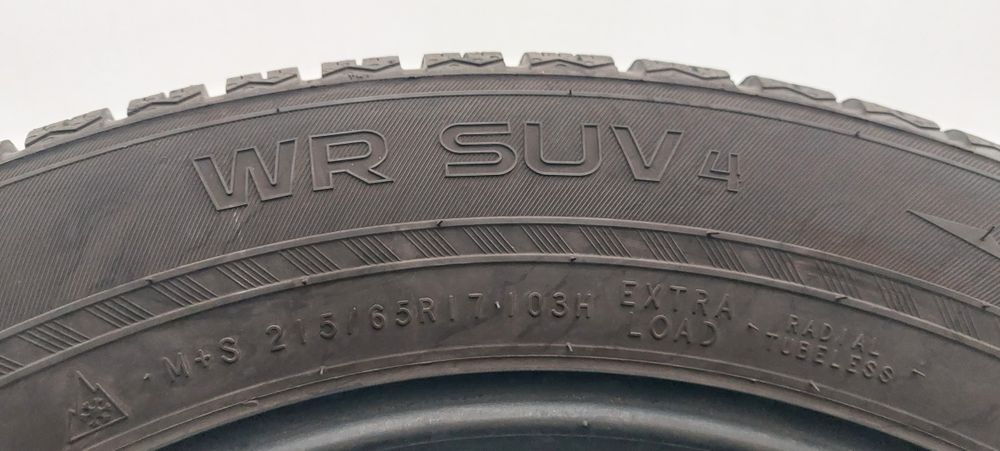 WR SUV 4
M+S 215/65R17 103H EXTRA LOAD
RADIAL
TUBELESS